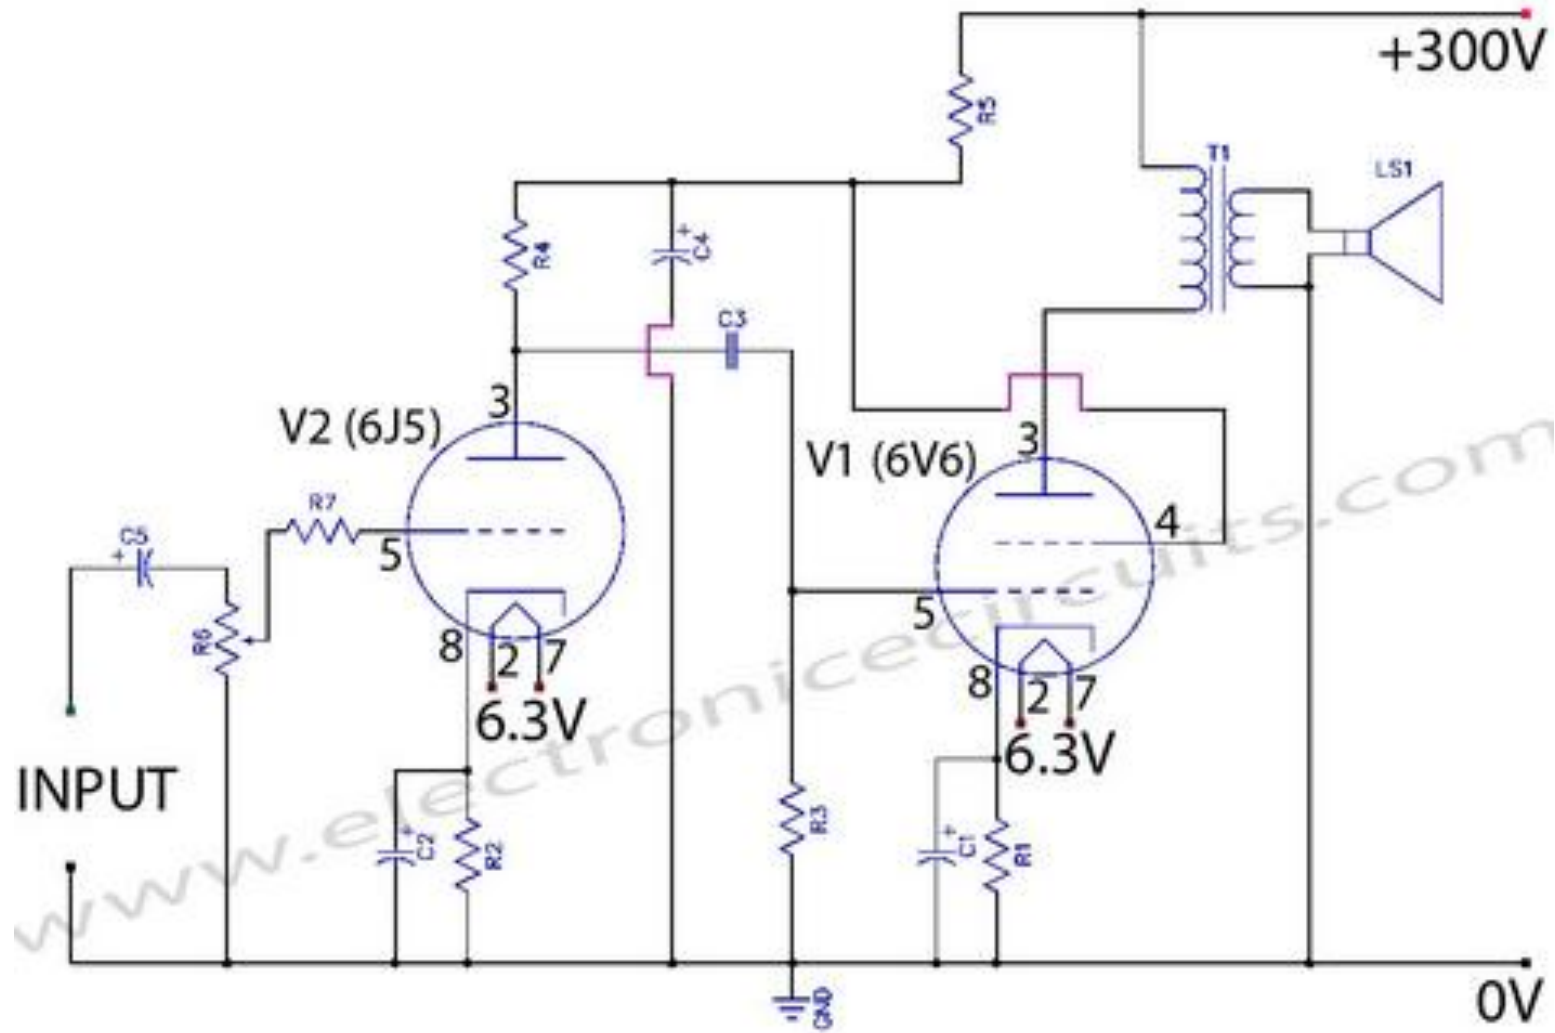 +300V
R5
T1
LS1
R4
+
C4
C3
3
V2 (6J5)
3
V1 (6V6)
R7
4
5
C5
+
5
R6
8
2
7
6.3V
8
2
7
6.3V
INPUT
+
C2
R2
R3
+
C1
R1
GND
0V
www.electronicecircuits.com